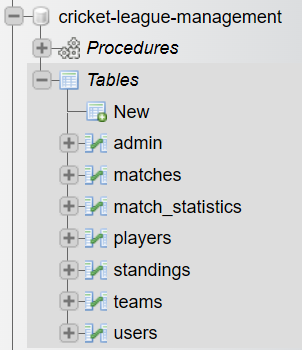 cricket-league-management
Procedures
Tables
New
admin
matches
match_statistics
players
standings
teams
users